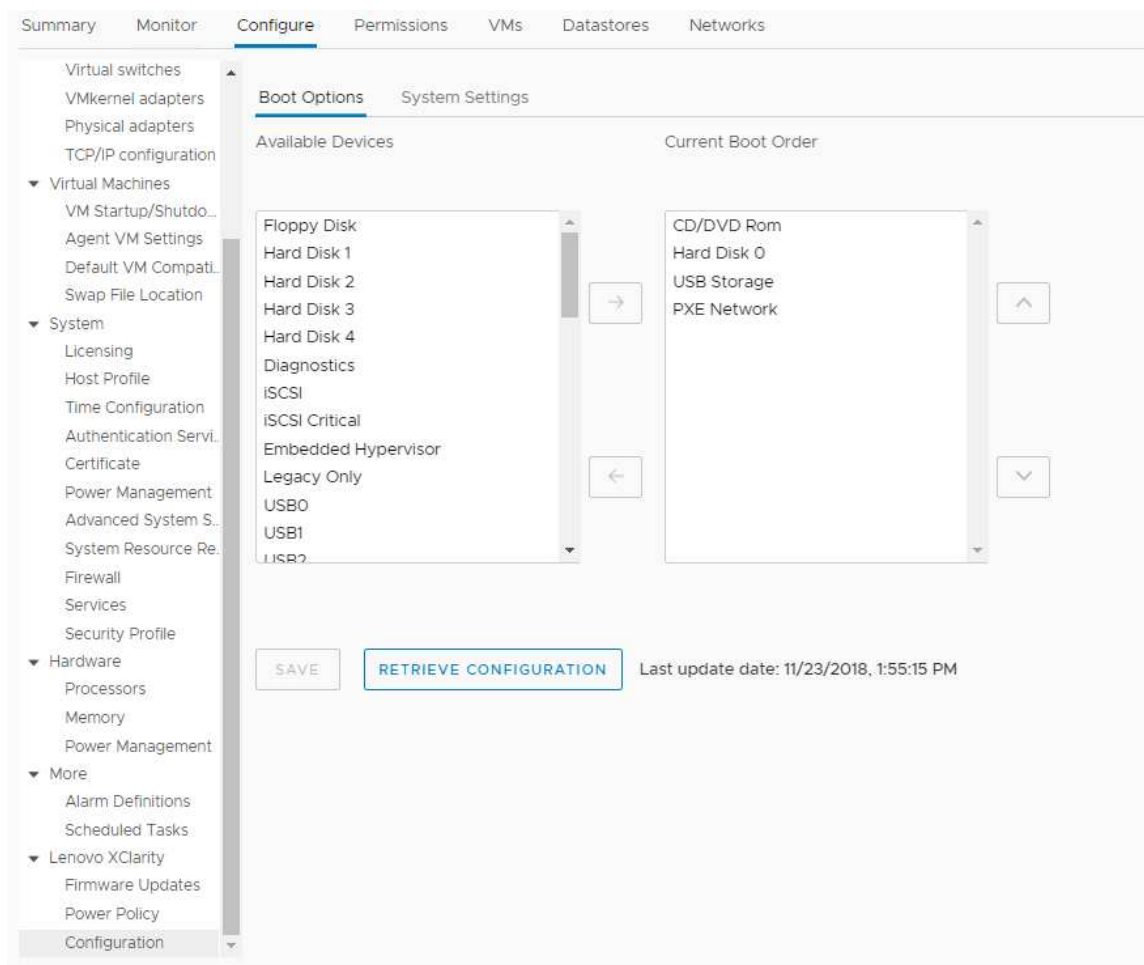 Summary Monitor Configure Permissions VMs Datastores Networks
Virtual switches
VMkernel adapters
Physical adapters
TCP/IP configuration
Virtual Machines
VM Startup/Shutdo...
Agent VM Settings
Default VM Compati..
Swap File Location
System
Licensing
Host Profile
Time Configuration
Authentication Servi..
Certificate
Power Management
Advanced System S..
System Resource Re.
Firewall
Services
Security Profile
Hardware
Processors
Memory
Power Management
More
Alarm Definitions
Scheduled Tasks
Lenovo XClarity
Firmware Updates
Power Policy
Configuration
Boot Options System Settings
Available Devices
Floppy Disk
Hard Disk 1
Hard Disk 2
Hard Disk 3
Hard Disk 4
Diagnostics
iSCSI
iSCSI Critical
Embedded Hypervisor
Legacy Only
USB0
USB1
USB2
Current Boot Order
CD/DVD Rom
Hard Disk 0
USB Storage
PXE Network
SAVE RETRIEVE CONFIGURATION Last update date: 11/23/2018, 1:55:15 PM